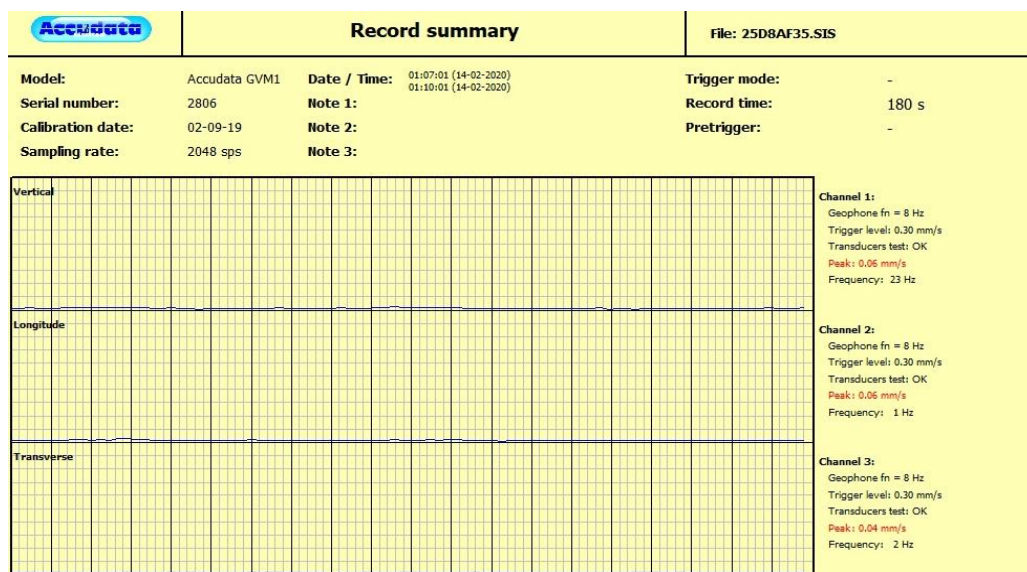 Accudata
Record summary
File: 25D8AF35.SIS
Model: Accudata GVM1
Serial number: 2806
Calibration date: 02-09-19
Sampling rate: 2048 sps
Date / Time: 01:07:01 (14-02-2020)
01:10:01 (14-02-2020)
Note 1:
Note 2:
Note 3:
Trigger mode: -
Record time: 180 s
Pretrigger: -
Vertical
Channel 1:
Geophone fn = 8 Hz
Trigger level: 0.30 mm/s
Transducers test: OK
Peak: 0.06 mm/s
Frequency: 23 Hz
Longitude
Channel 2:
Geophone fn = 8 Hz
Trigger level: 0.30 mm/s
Transducers test: OK
Peak: 0.06 mm/s
Frequency: 1 Hz
Transverse
Channel 3:
Geophone fn = 8 Hz
Trigger level: 0.30 mm/s
Transducers test: OK
Peak: 0.04 mm/s
Frequency: 2 Hz